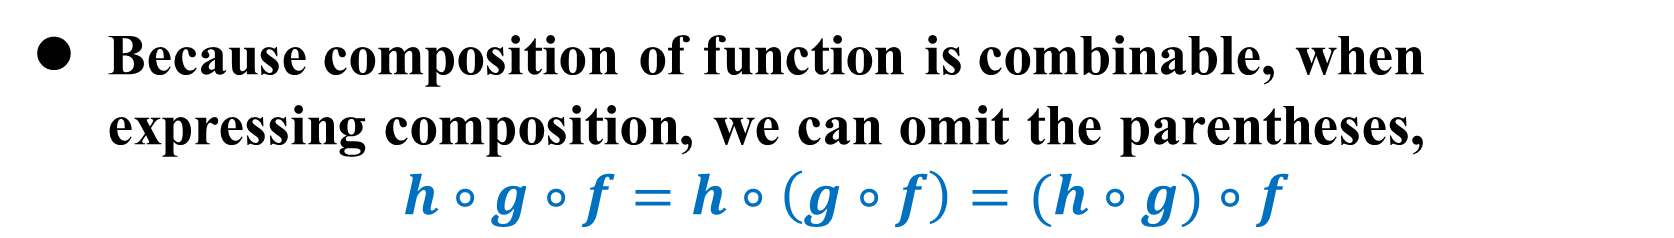 ● Because composition of function is combinable, when
expressing composition, we can omit the parentheses,
h ∘ g ∘ f = h ∘ (g ∘ f) = (h ∘ g) ∘ f